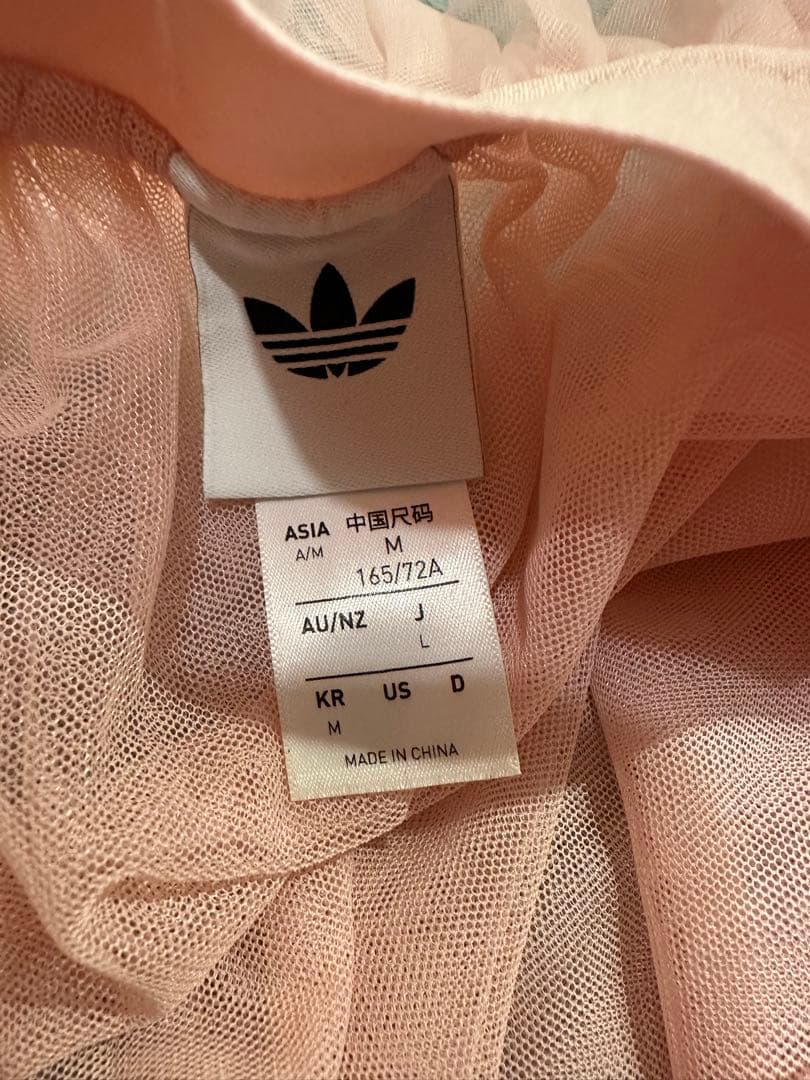 ASIA 中国尺码
A/M M
165/72A
AU/NZ J
L
KR US D
M
MADE IN CHINA